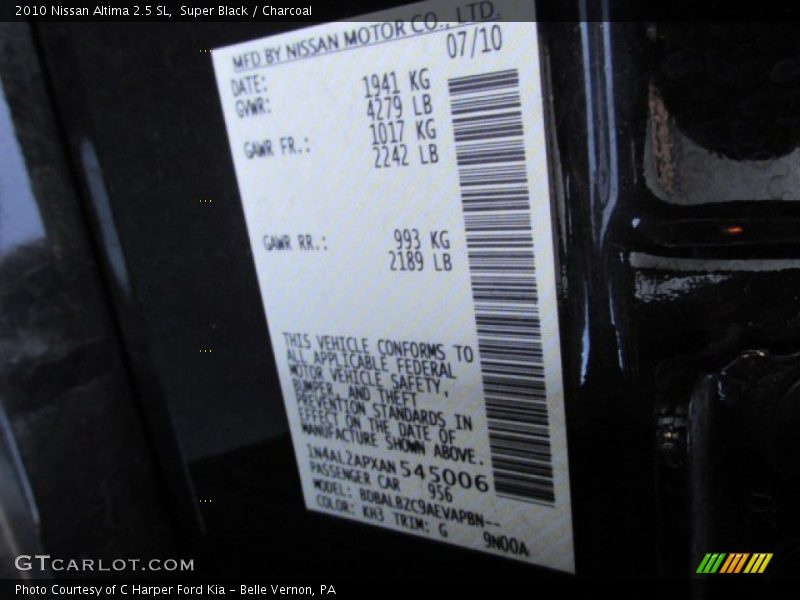 2010 Nissan Altima 2.5 SL,  Super Black / Charcoal
MFD BY NISSAN MOTOR CO., LTD.
DATE: 07/10
GVWR: 1941 KG
4279 LB
GAWR FR.: 1017 KG
2242 LB
GAWR RR.: 993 KG
2189 LB
THIS VEHICLE CONFORMS TO
ALL APPLICABLE FEDERAL
MOTOR VEHICLE SAFETY,
BUMPER, AND THEFT
PREVENTION STANDARDS IN
EFFECT ON THE DATE OF
MANUFACTURE SHOWN ABOVE.
1N4AL2APXAN545006
PASSENGER CAR 956
MODEL: BDBALBZC9AEVAPBN--
COLOR: KH3 TRIM: G 9N00A
GTCARLOT.COM
Photo Courtesy of C Harper Ford Kia – Belle Vernon, PA